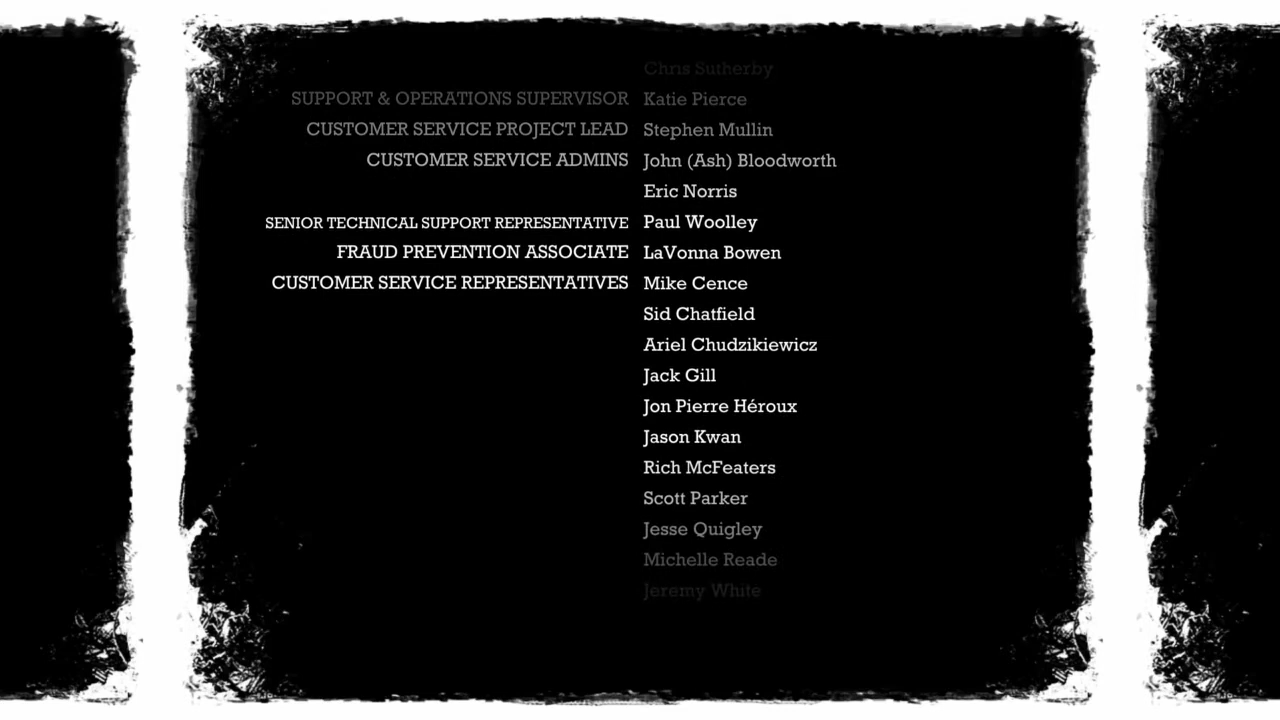 Chris Sutherby
SUPPORT & OPERATIONS SUPERVISOR Katie Pierce
CUSTOMER SERVICE PROJECT LEAD Stephen Mullin
CUSTOMER SERVICE ADMINS John (Ash) Bloodworth
Eric Norris
SENIOR TECHNICAL SUPPORT REPRESENTATIVE Paul Woolley
FRAUD PREVENTION ASSOCIATE LaVonna Bowen
CUSTOMER SERVICE REPRESENTATIVES Mike Cence
Sid Chatfield
Ariel Chudzikiewicz
Jack Gill
Jon Pierre Héroux
Jason Kwan
Rich McFeaters
Scott Parker
Jesse Quigley
Michelle Reade
Jeremy White